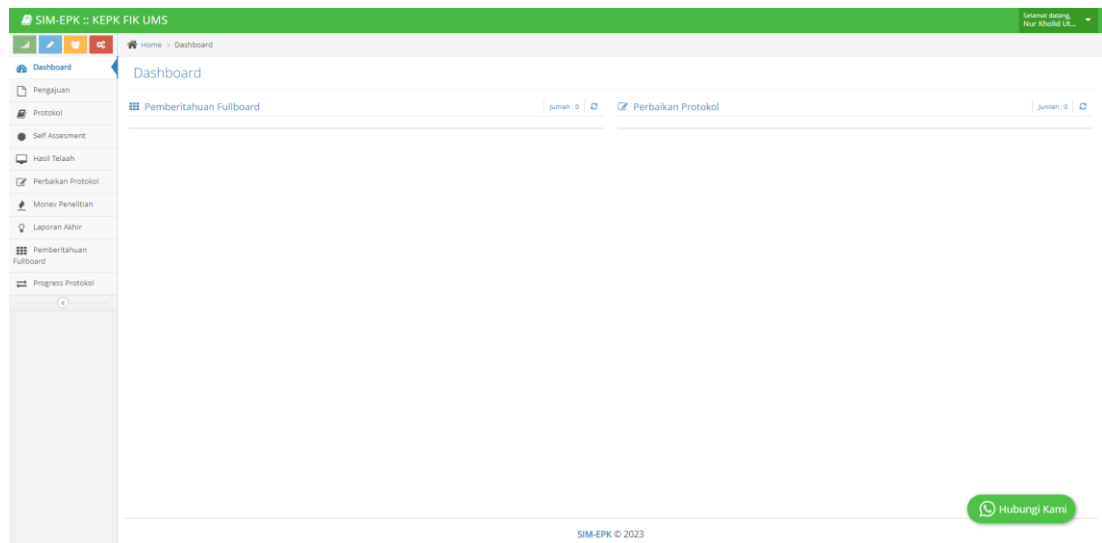 SIM-EPK :: KEPK FIK UMS
Selamat datang,
Nur Kholid Ut...
Home > Dashboard
Dashboard
Pengajuan
Protokol
Self Assesment
Hasil Telaah
Perbaikan Protokol
Monev Penelitian
Laporan Akhir
Pemberitahuan
Fullboard
Progress Protokol
Dashboard
Pemberitahuan Fullboard
Jumlah : 0
Perbaikan Protokol
Jumlah : 0
Hubungi Kami
SIM-EPK © 2023